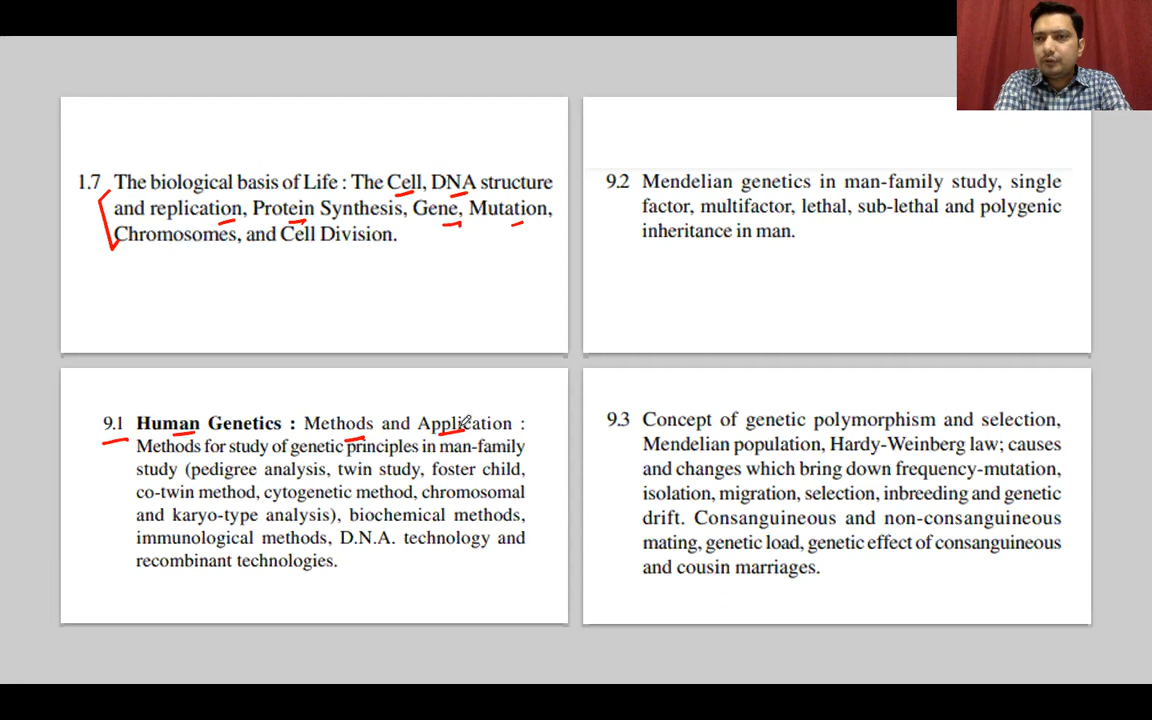 1.7 The biological basis of Life : The Cell, DNA structure
and replication, Protein Synthesis, Gene, Mutation,
Chromosomes, and Cell Division.
9.2 Mendelian genetics in man-family study, single
factor, multifactor, lethal, sub-lethal and polygenic
inheritance in man.
9.1 Human Genetics : Methods and Application :
Methods for study of genetic principles in man-family
study (pedigree analysis, twin study, foster child,
co-twin method, cytogenetic method, chromosomal
and karyo-type analysis), biochemical methods,
immunological methods, D.N.A. technology and
recombinant technologies.
9.3 Concept of genetic polymorphism and selection,
Mendelian population, Hardy-Weinberg law; causes
and changes which bring down frequency-mutation,
isolation, migration, selection, inbreeding and genetic
drift. Consanguineous and non-consanguineous
mating, genetic load, genetic effect of consanguineous
and cousin marriages.